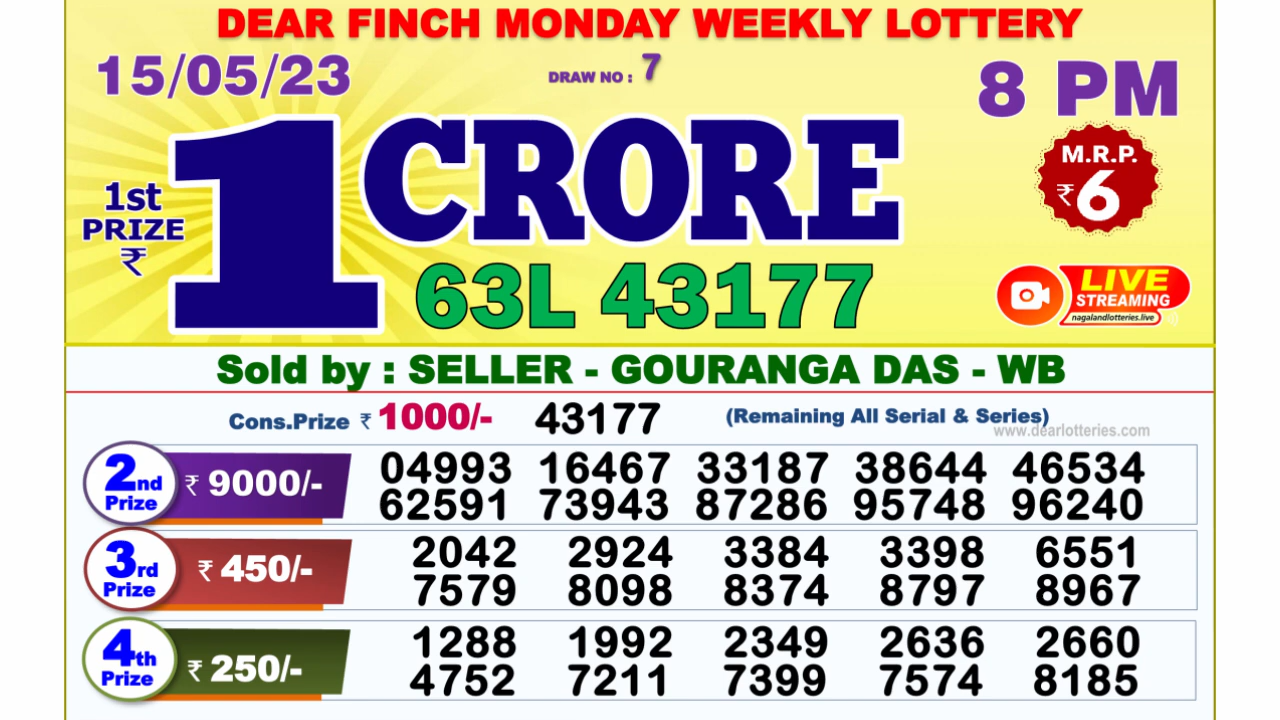 DEAR FINCH MONDAY WEEKLY LOTTERY
15/05/23 DRAW NO : 7 8 PM
1st PRIZE ₹ 1 CRORE
M.R.P. ₹ 6
63L 43177
LIVE STREAMING
nagalandlotteries.live
Sold by : SELLER - GOURANGA DAS - WB
Cons.Prize ₹ 1000/- 43177 (Remaining All Serial & Series)
www.dearlotteries.com
2nd Prize ₹ 9000/- 04993 16467 33187 38644 46534
62591 73943 87286 95748 96240
3rd Prize ₹ 450/- 2042 2924 3384 3398 6551
7579 8098 8374 8797 8967
4th Prize ₹ 250/- 1288 1992 2349 2636 2660
4752 7211 7399 7574 8185